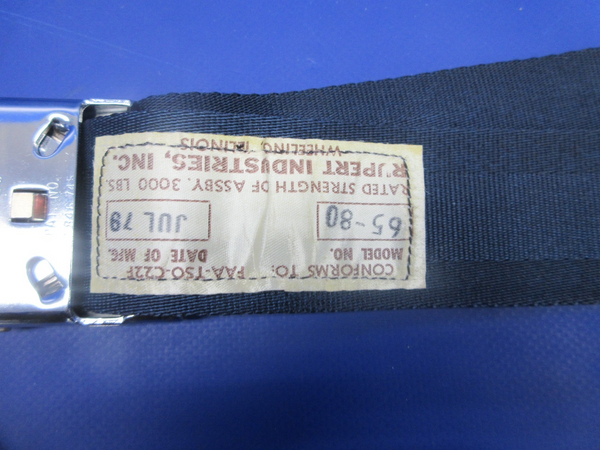 CONFORMS TO: FAA-TSO-C22F
MODEL NO. DATE OF MFG.
65-80 JUL 79
RATED STRENGTH OF ASSBY. 3000 LBS.
RUPERT INDUSTRIES, INC.
WHEELING, ILLINOIS